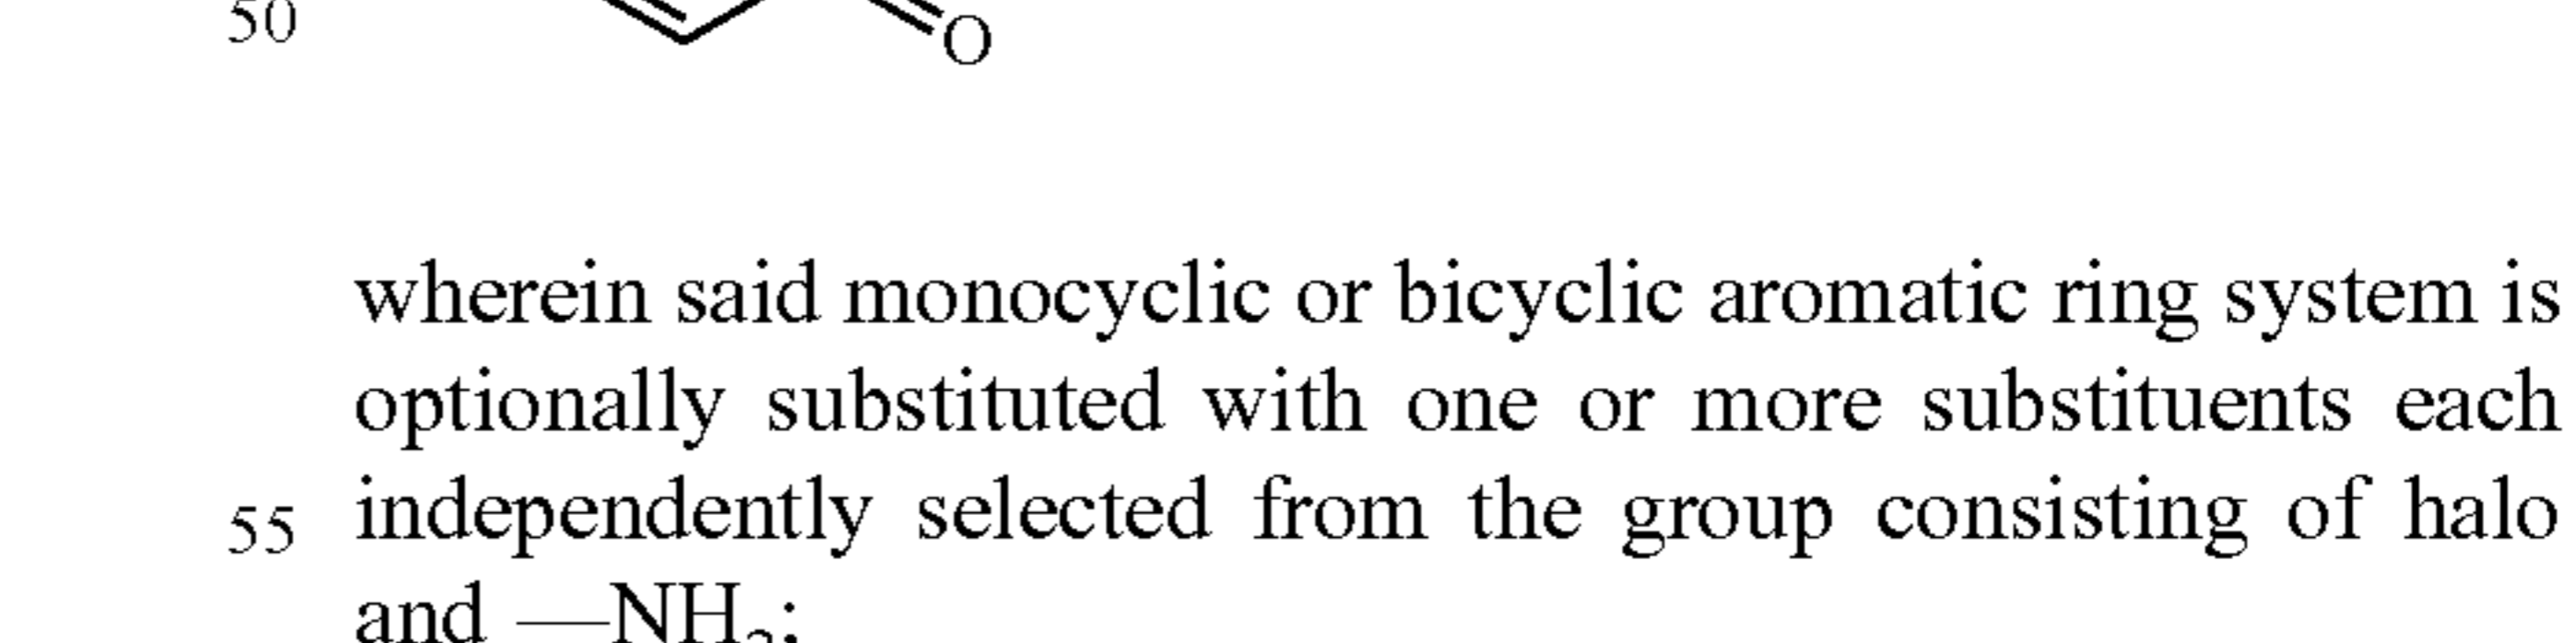 50
O
wherein said monocyclic or bicyclic aromatic ring system is
optionally substituted with one or more substituents each
55 independently selected from the group consisting of halo
and —NH₂;